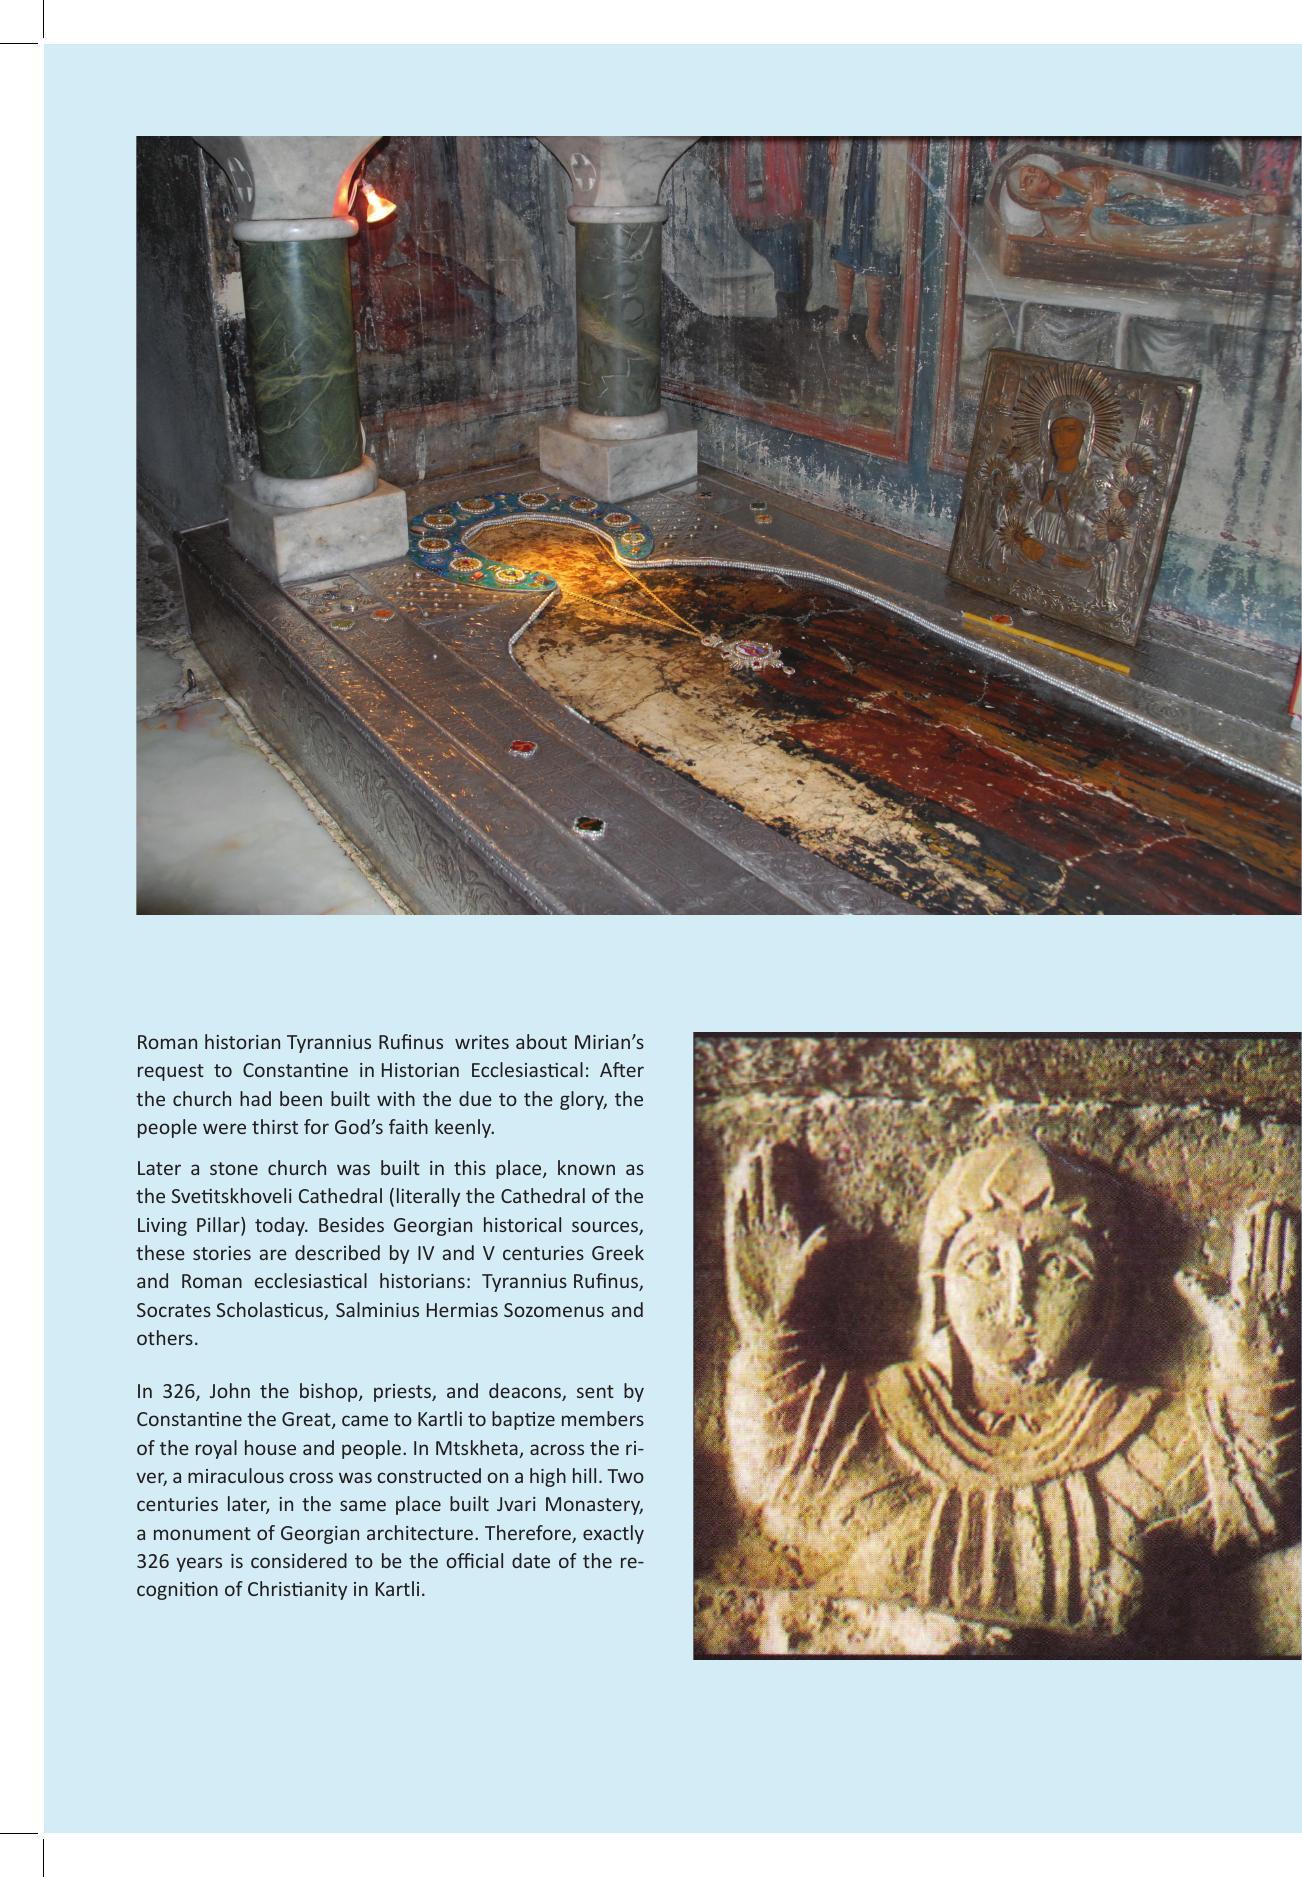 Roman historian Tyrannius Rufinus  writes about Mirian’s
request to Constantine in Historian Ecclesiastical: After
the church had been built with the due to the glory, the
people were thirst for God’s faith keenly.
Later a stone church was built in this place, known as
the Svetitskhoveli Cathedral (literally the Cathedral of the
Living Pillar) today. Besides Georgian historical sources,
these stories are described by IV and V centuries Greek
and Roman ecclesiastical historians: Tyrannius Rufinus,
Socrates Scholasticus, Salminius Hermias Sozomenus and
others.
In 326, John the bishop, priests, and deacons, sent by
Constantine the Great, came to Kartli to baptize members
of the royal house and people. In Mtskheta, across the ri-
ver, a miraculous cross was constructed on a high hill. Two
centuries later, in the same place built Jvari Monastery,
a monument of Georgian architecture. Therefore, exactly
326 years is considered to be the official date of the re-
cognition of Christianity in Kartli.